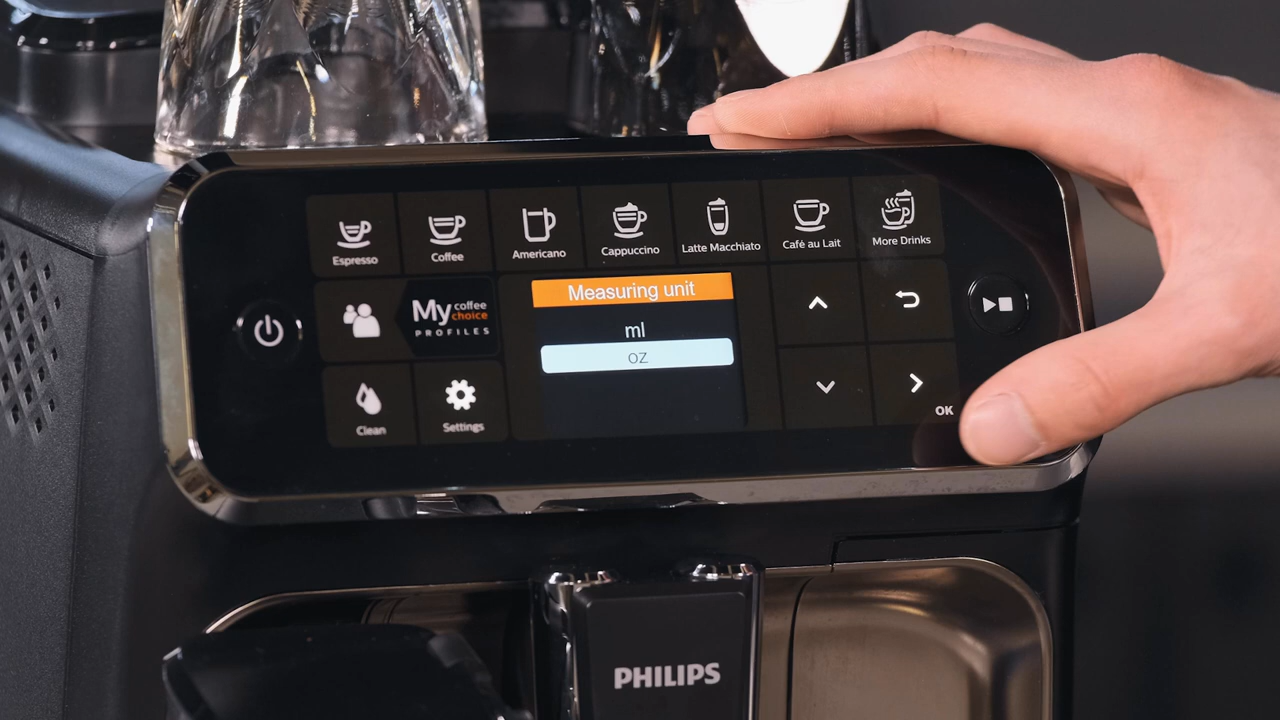 Espresso
Coffee
Americano
Cappuccino
Latte Macchiato
Café au Lait
More Drinks
My coffee choice
PROFILES
Measuring unit
ml
oz
Clean
Settings
OK
PHILIPS